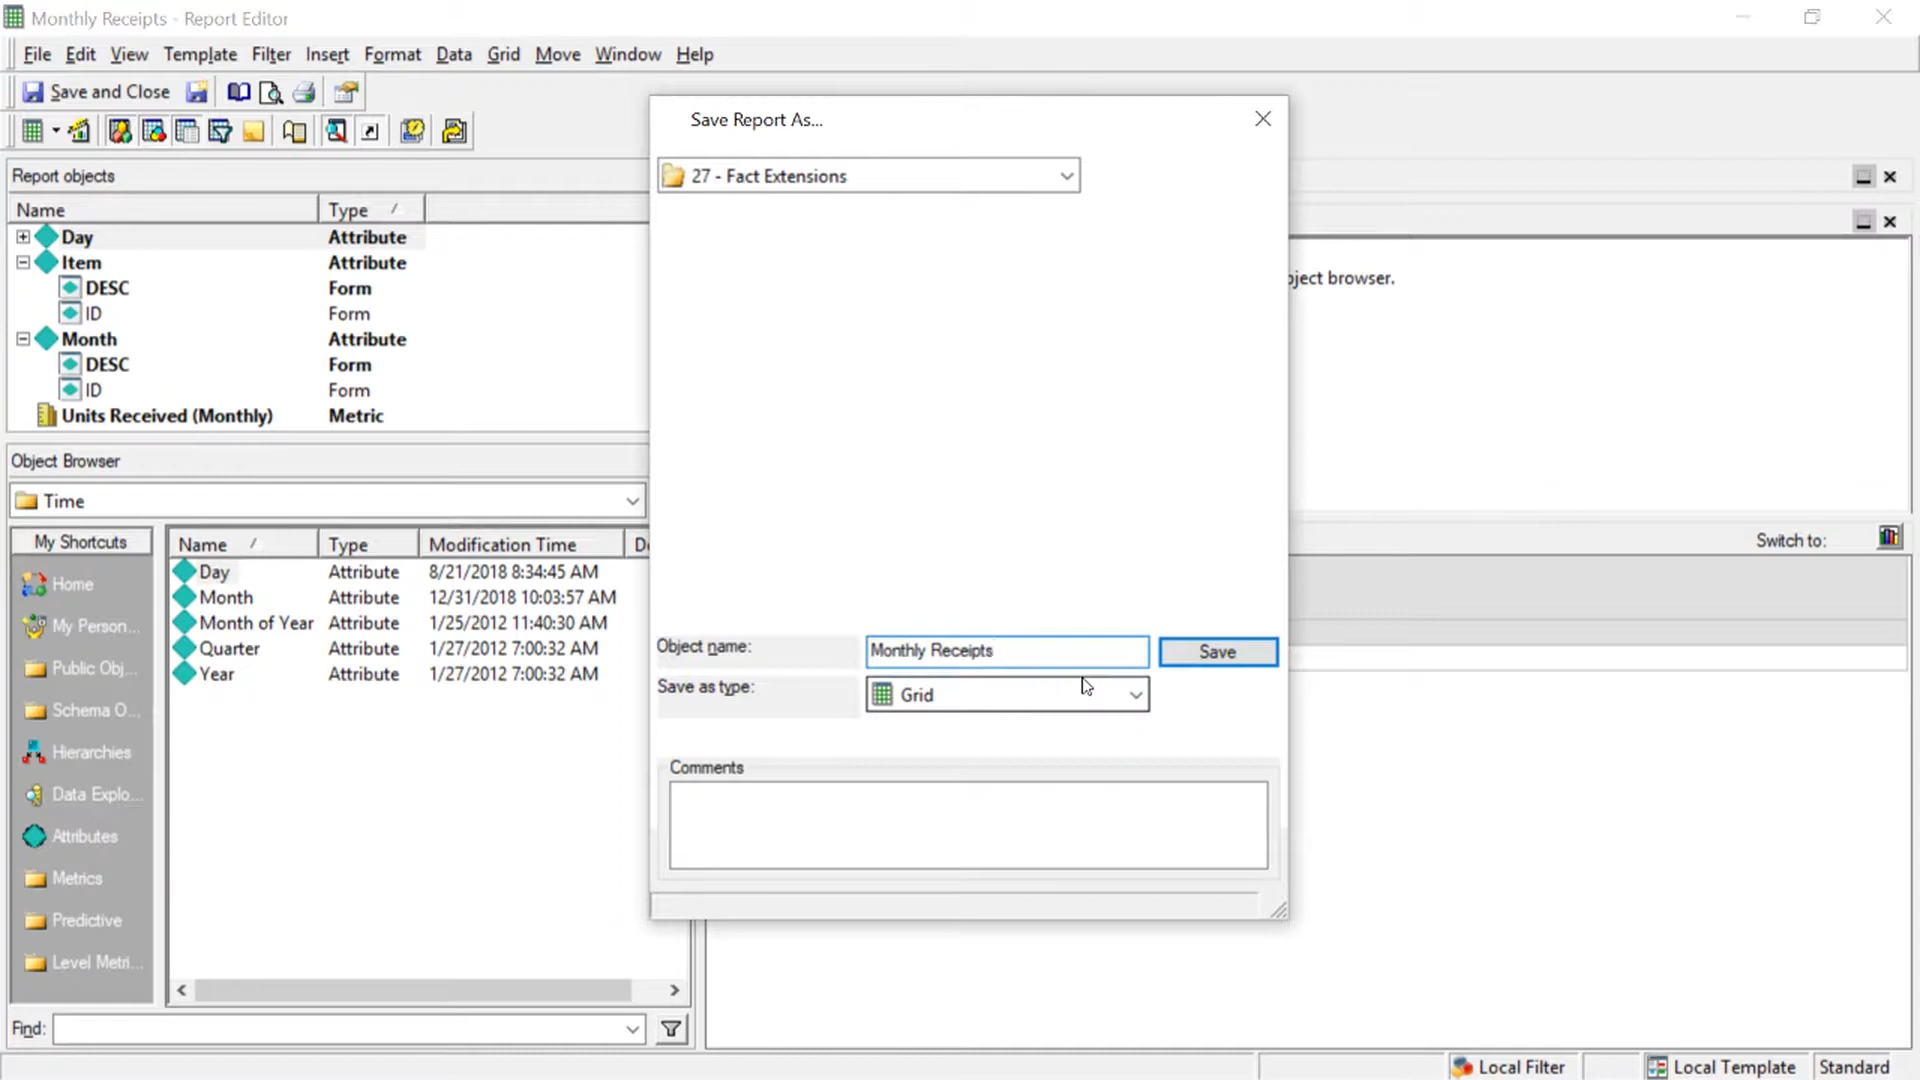 Monthly Receipts - Report Editor
File Edit View Template Filter Insert Format Data Grid Move Window Help
Save and Close
Report objects
Name Type
Day Attribute
Item Attribute
DESC Form
ID Form
Month Attribute
DESC Form
ID Form
Units Received (Monthly) Metric
Object Browser
Time
My Shortcuts
Home
My Person...
Public Obj...
Schema O...
Hierarchies
Data Explo...
Attributes
Metrics
Predictive
Level Metri...
Name Type Modification Time
Day Attribute 8/21/2018 8:34:45 AM
Month Attribute 12/31/2018 10:03:57 AM
Month of Year Attribute 1/25/2012 11:40:30 AM
Quarter Attribute 1/27/2012 7:00:32 AM
Year Attribute 1/27/2012 7:00:32 AM
Find:
Save Report As...
27 - Fact Extensions
Object name: Monthly Receipts Save
Save as type: Grid
Comments
browser.
Switch to:
Local Filter Local Template Standard